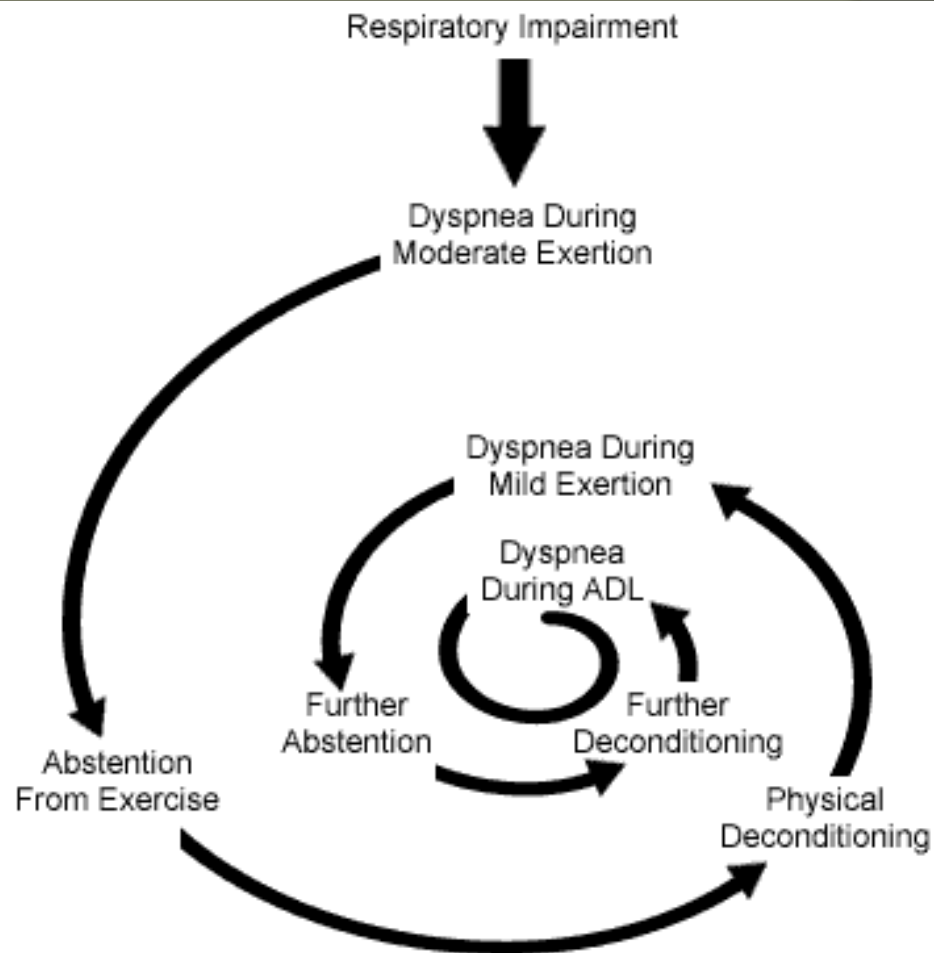 Respiratory Impairment
Dyspnea During
Moderate Exertion
Dyspnea During
Mild Exertion
Dyspnea
During ADL
Further
Abstention
Further
Deconditioning
Abstention
From Exercise
Physical
Deconditioning